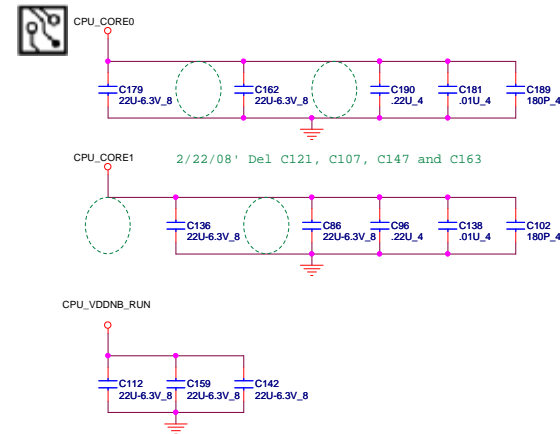 CPU_CORE0
C179
22U-6.3V_8
C162
22U-6.3V_8
C190
.22U_4
C181
.01U_4
C189
180P_4
CPU_CORE1
2/22/08' Del C121, C107, C147 and C163
C136
22U-6.3V_8
C86
22U-6.3V_8
C96
.22U_4
C138
.01U_4
C102
180P_4
CPU_VDDNB_RUN
C112
22U-6.3V_8
C159
22U-6.3V_8
C142
22U-6.3V_8